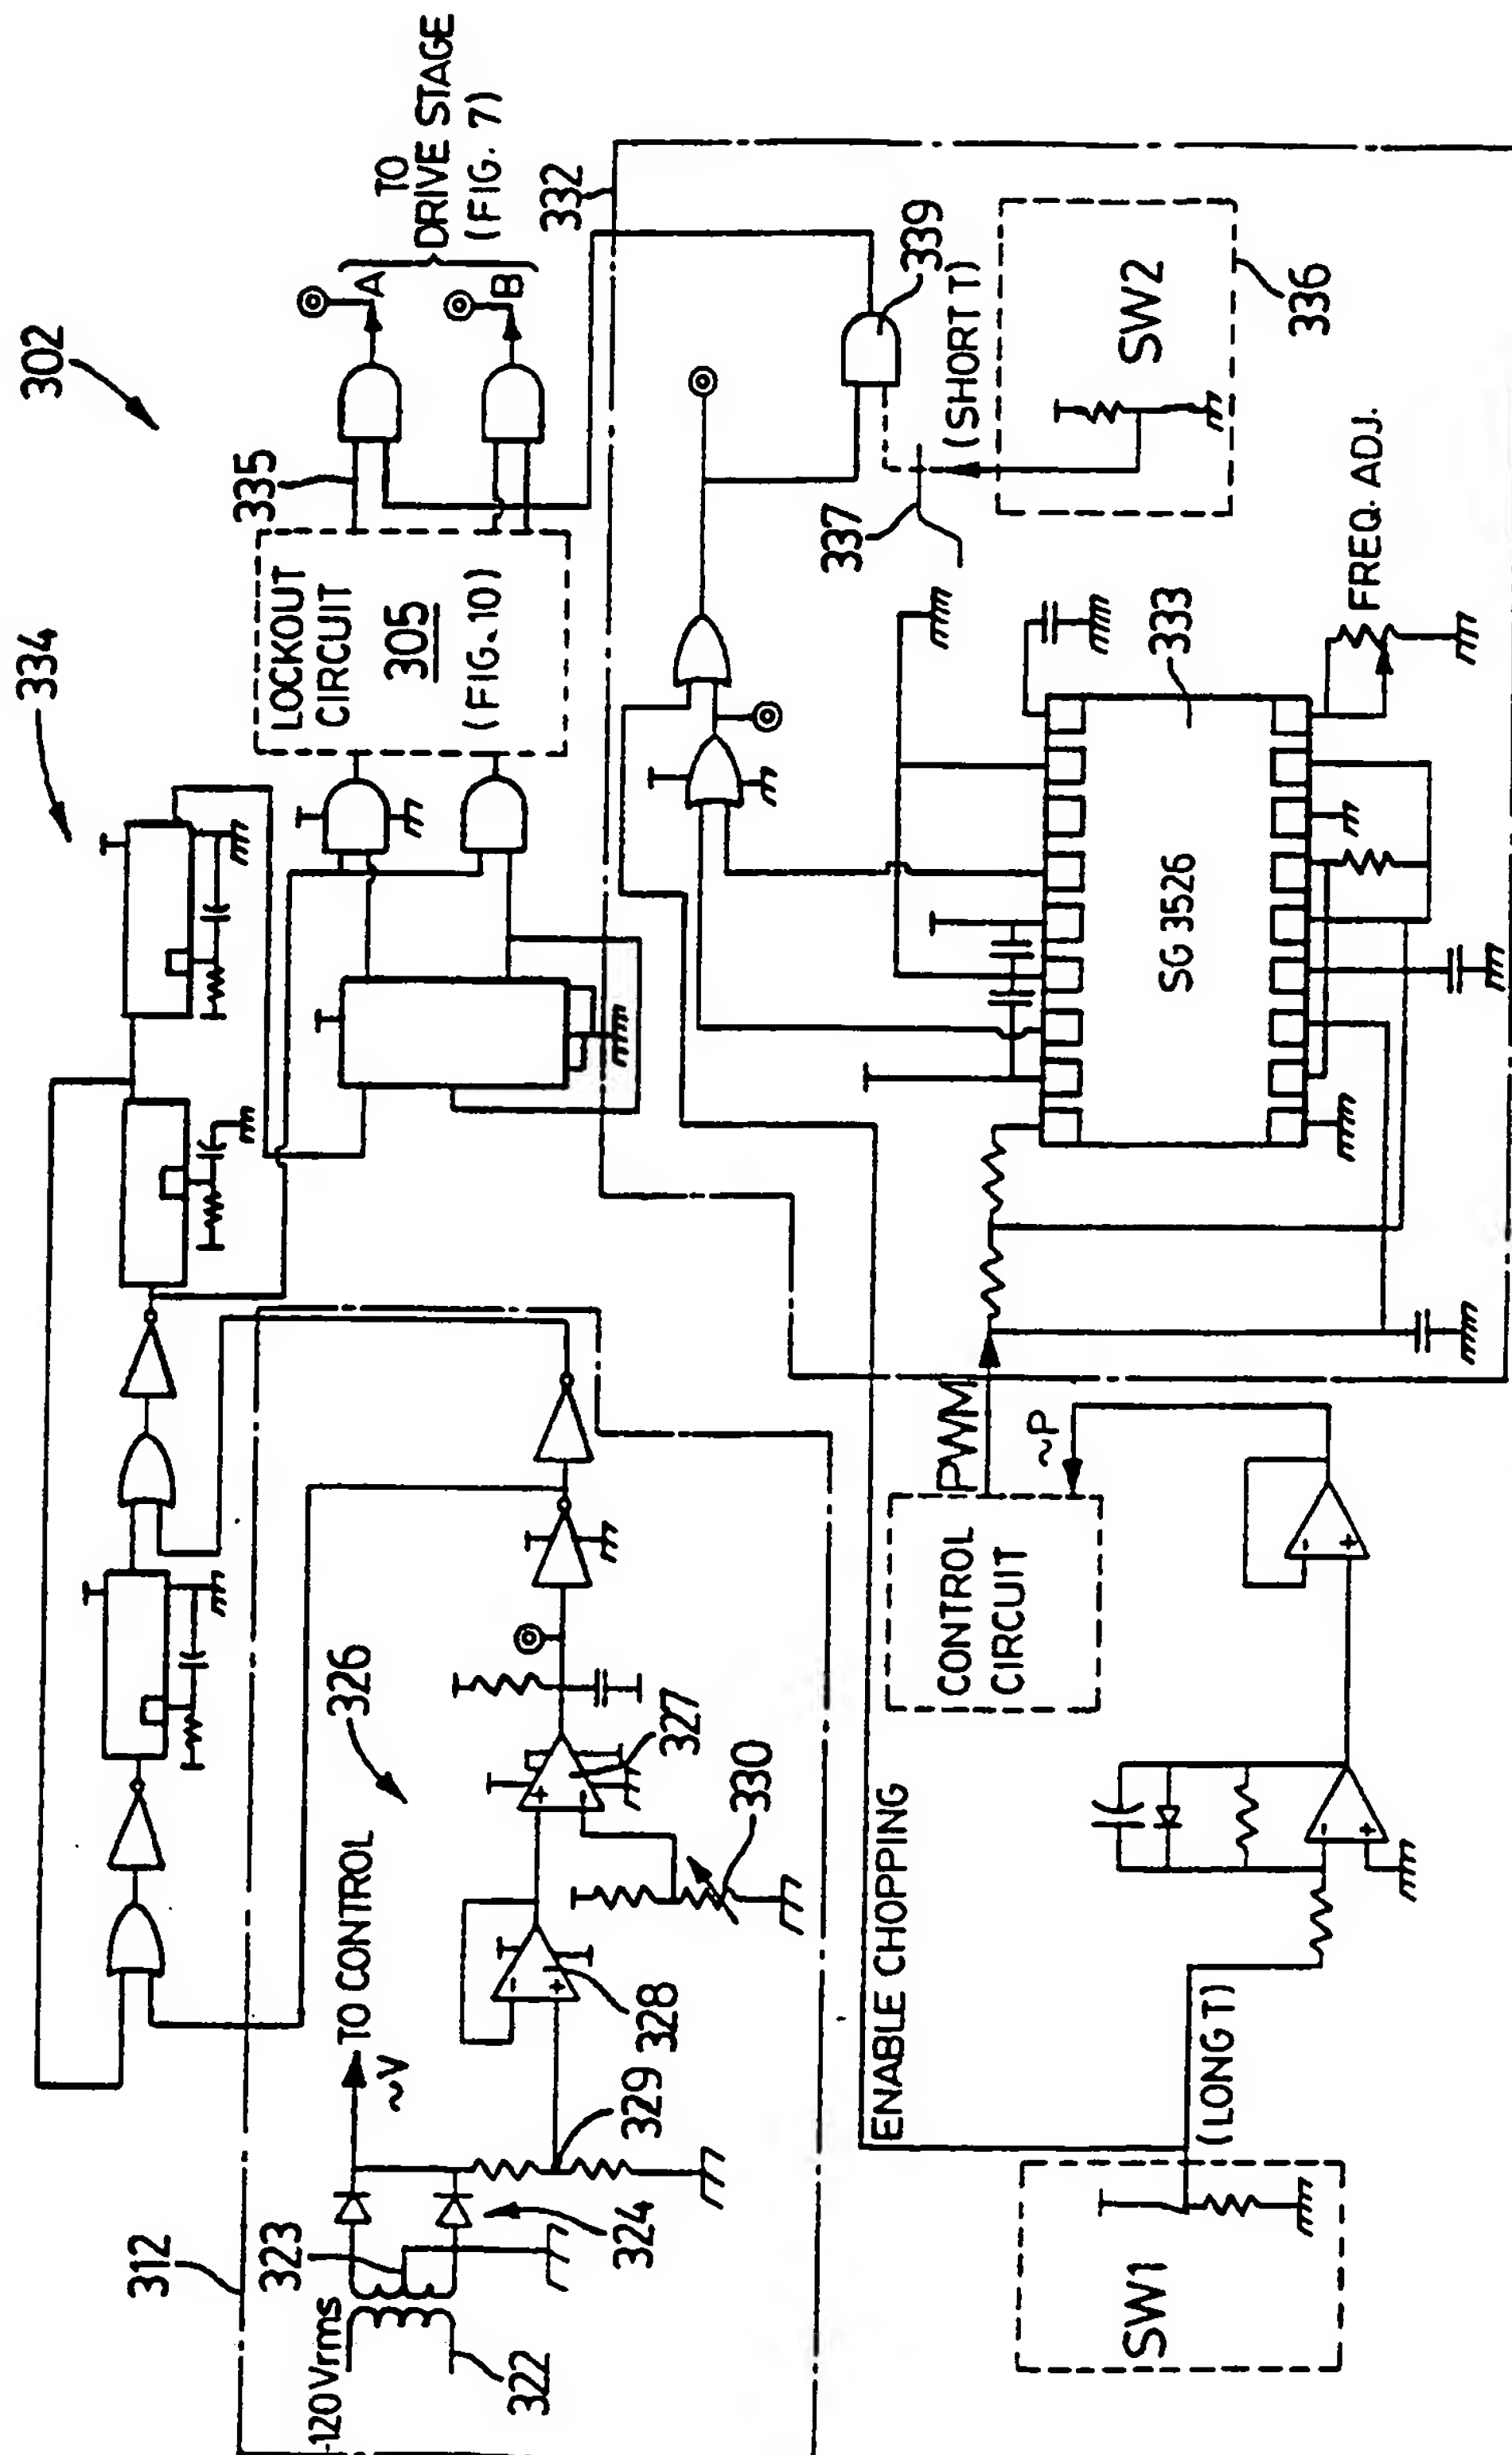 302
334
335
TO
DRIVE STAGE
(FIG. 7)
A
B
LOCKOUT
CIRCUIT
305
(FIG.10)
332
339
(SHORT T)
337
SW2
336
SG 3526
333
FREQ. ADJ.
312
120 Vrms
322
323
324
~V
TO CONTROL
326
327
328
329
330
ENABLE CHOPPING
CONTROL
CIRCUIT
PWM
~P
(LONG T)
SW1